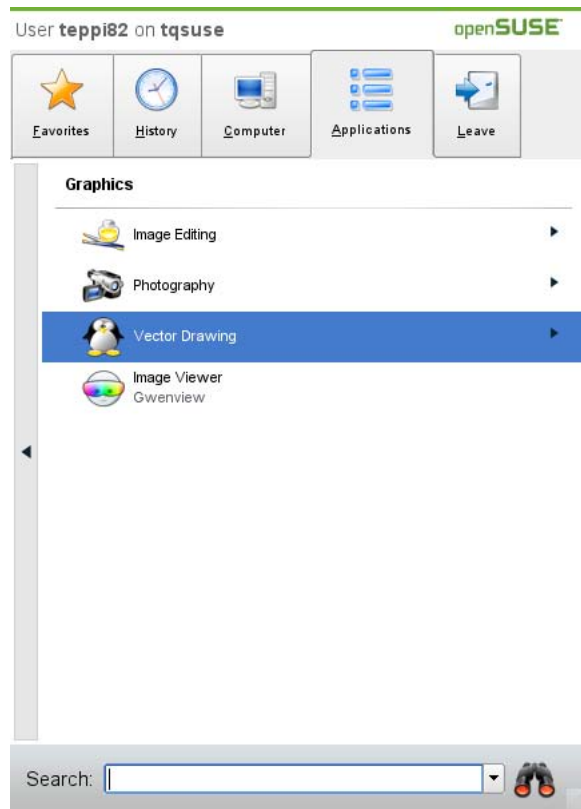 User teppi82 on tqsuse
openSUSE
Favorites
History
Computer
Applications
Leave
Graphics
Image Editing
Photography
Vector Drawing
Image Viewer
Gwenview
Search: